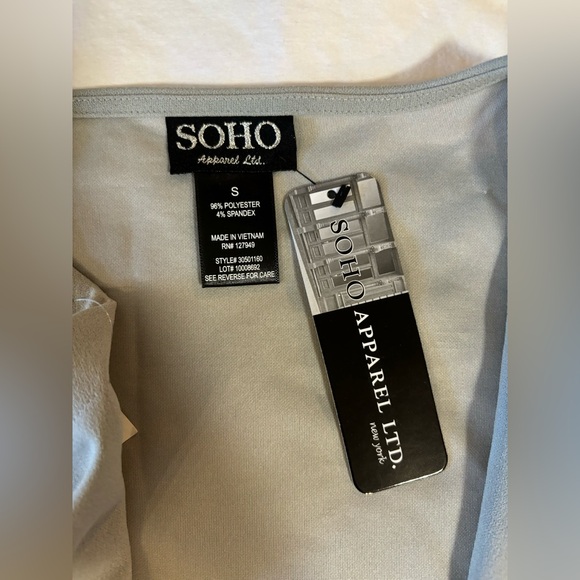 SOHO
Apparel Ltd.
S
96% POLYESTER
4% SPANDEX
MADE IN VIETNAM
RN# 127949
STYLE# 30501160
LOT# 10008692
SEE REVERSE FOR CARE
SOHO APPAREL LTD.
new york